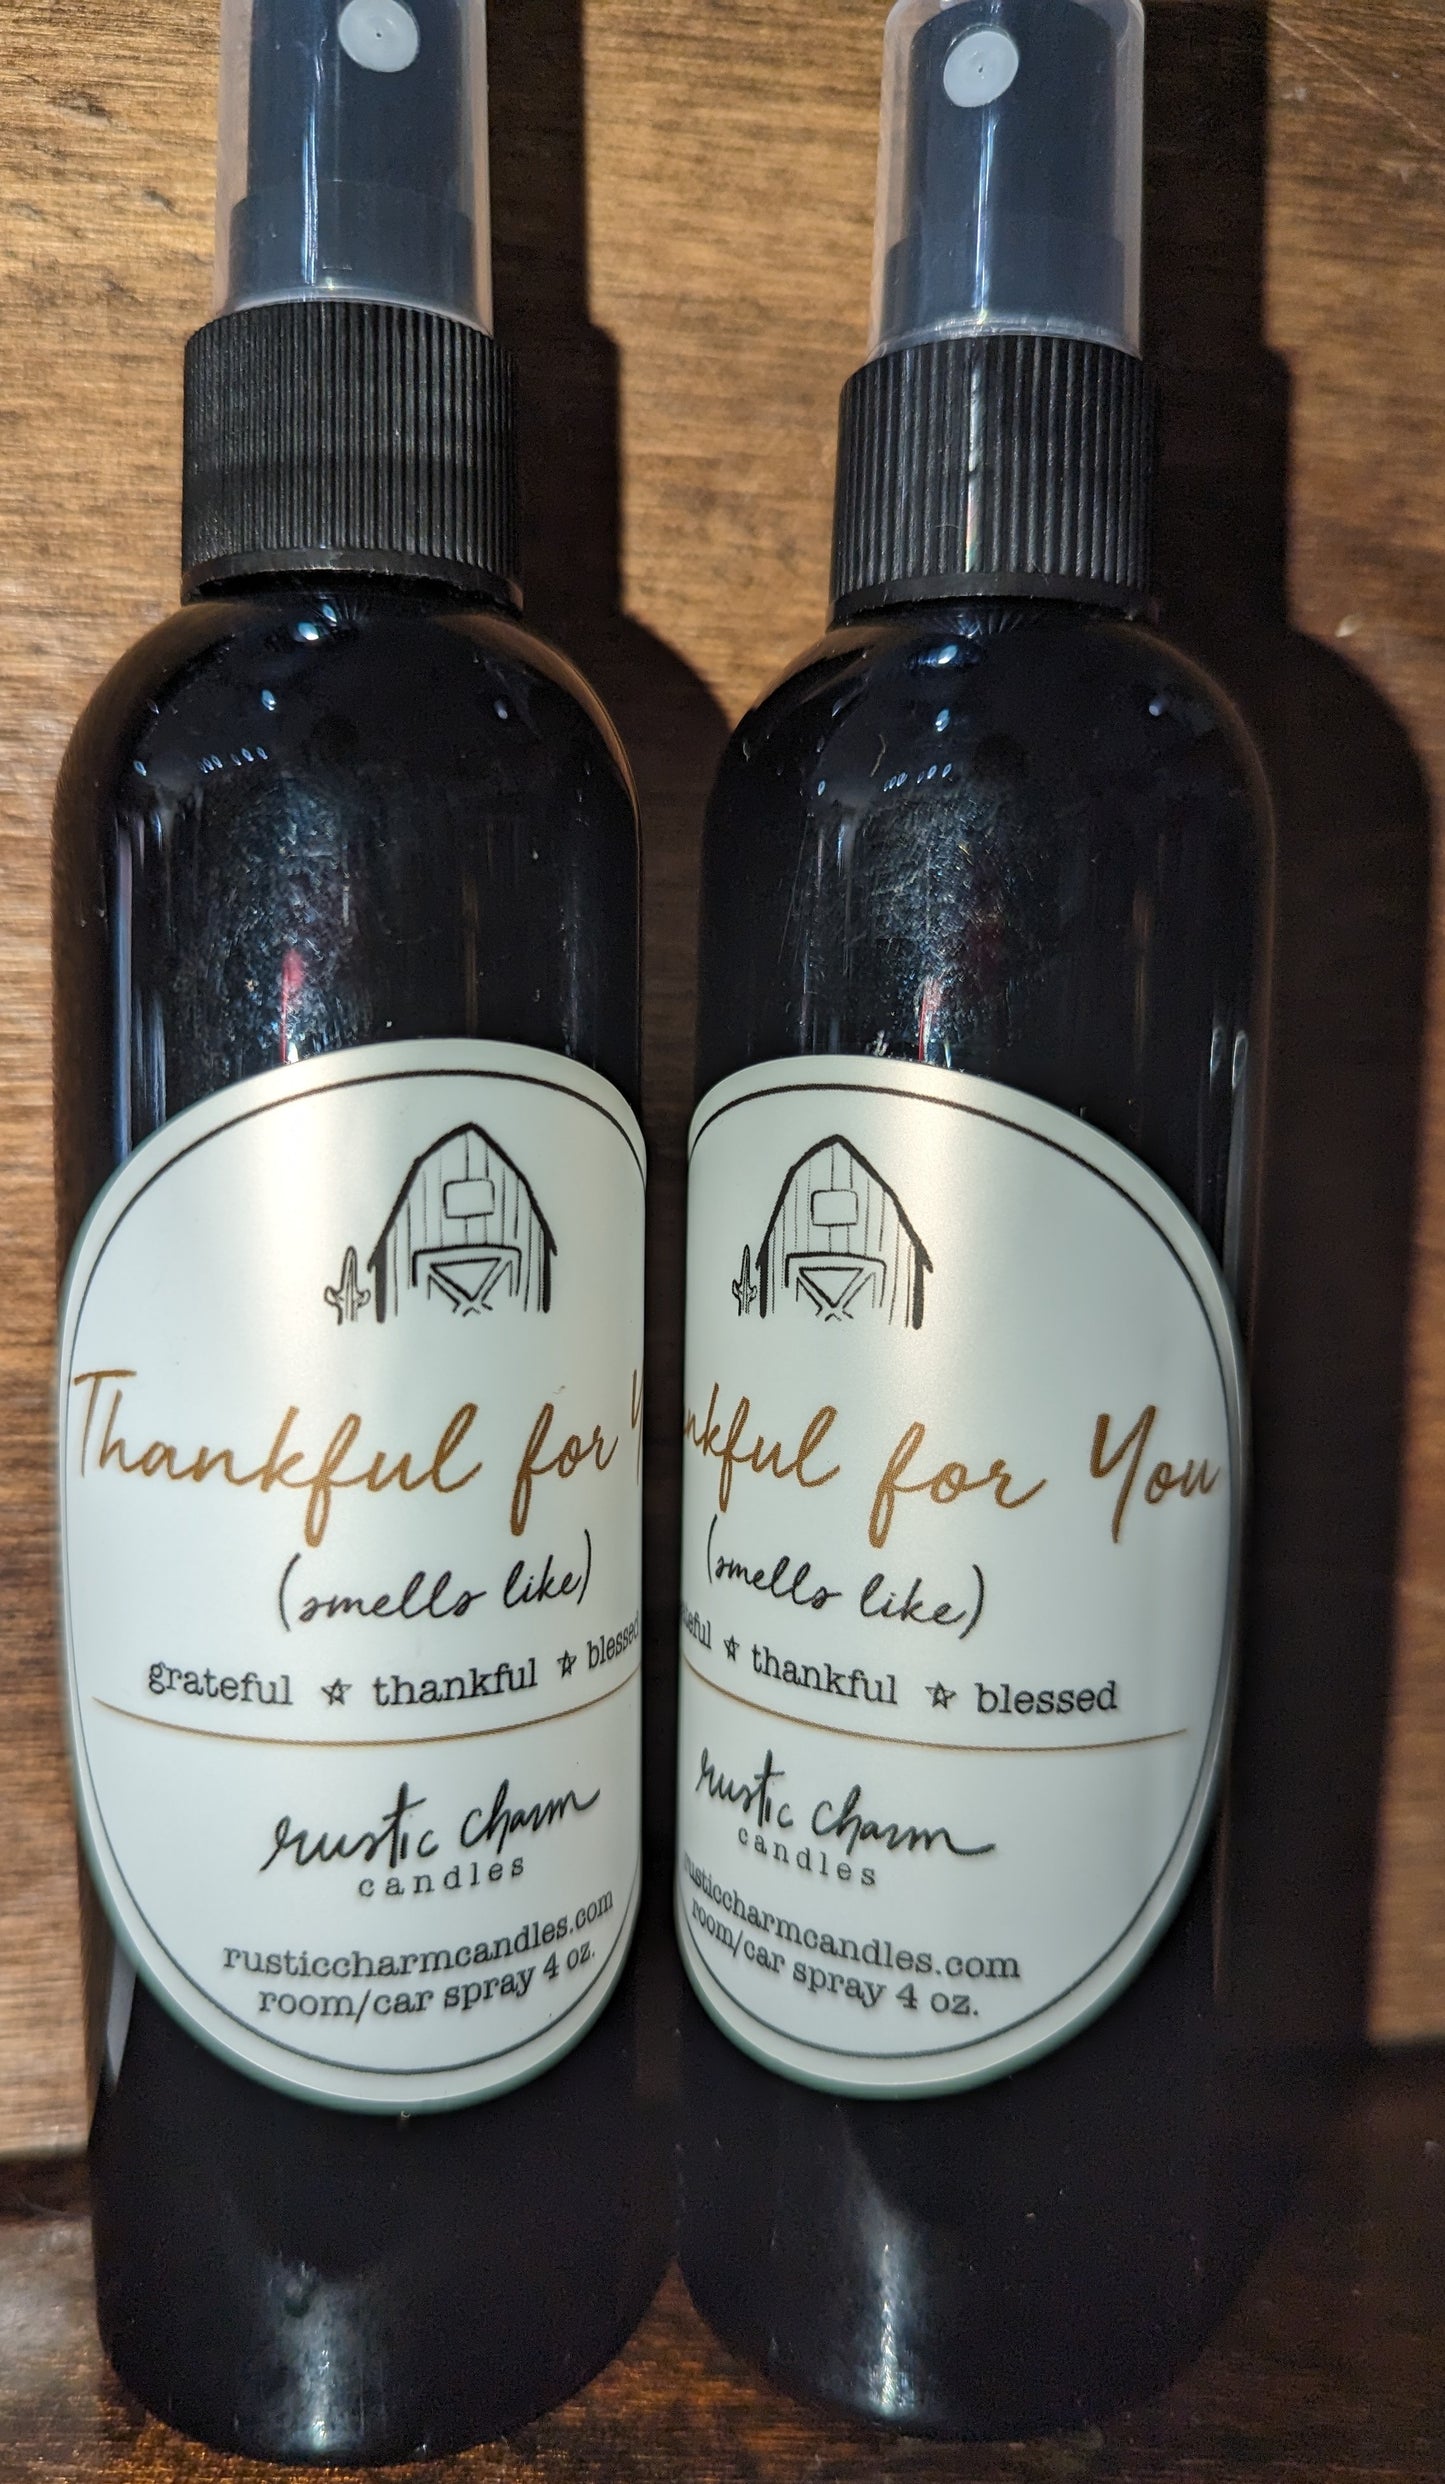 Thankful for Y
(smells like)
grateful ☆ thankful ☆ blessed
rustic charm
candles
rusticcharmcandles.com
room/car spray 4 oz.
nkful for You
(smells like)
teful ☆ thankful ☆ blessed
rustic charm
candles
rusticcharmcandles.com
room/car spray 4 oz.